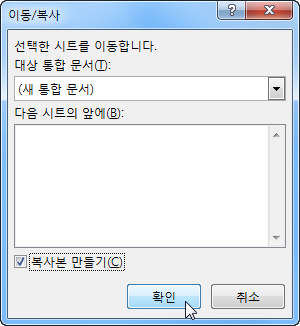 이동/복사
선택한 시트를 이동합니다.
대상 통합 문서(T):
(새 통합 문서)
다음 시트의 앞에(B):
복사본 만들기(C)
확인 취소